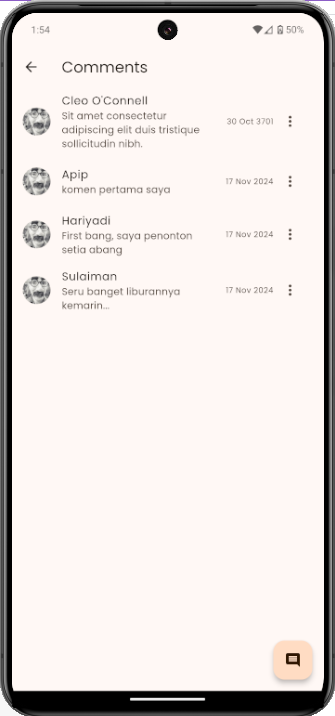 1:54
50%
Comments
Cleo O'Connell
Sit amet consectetur
adipiscing elit duis tristique
sollicitudin nibh.
30 Oct 3701
Apip
komen pertama saya
17 Nov 2024
Hariyadi
First bang, saya penonton
setia abang
17 Nov 2024
Sulaiman
Seru banget liburannya
kemarin...
17 Nov 2024